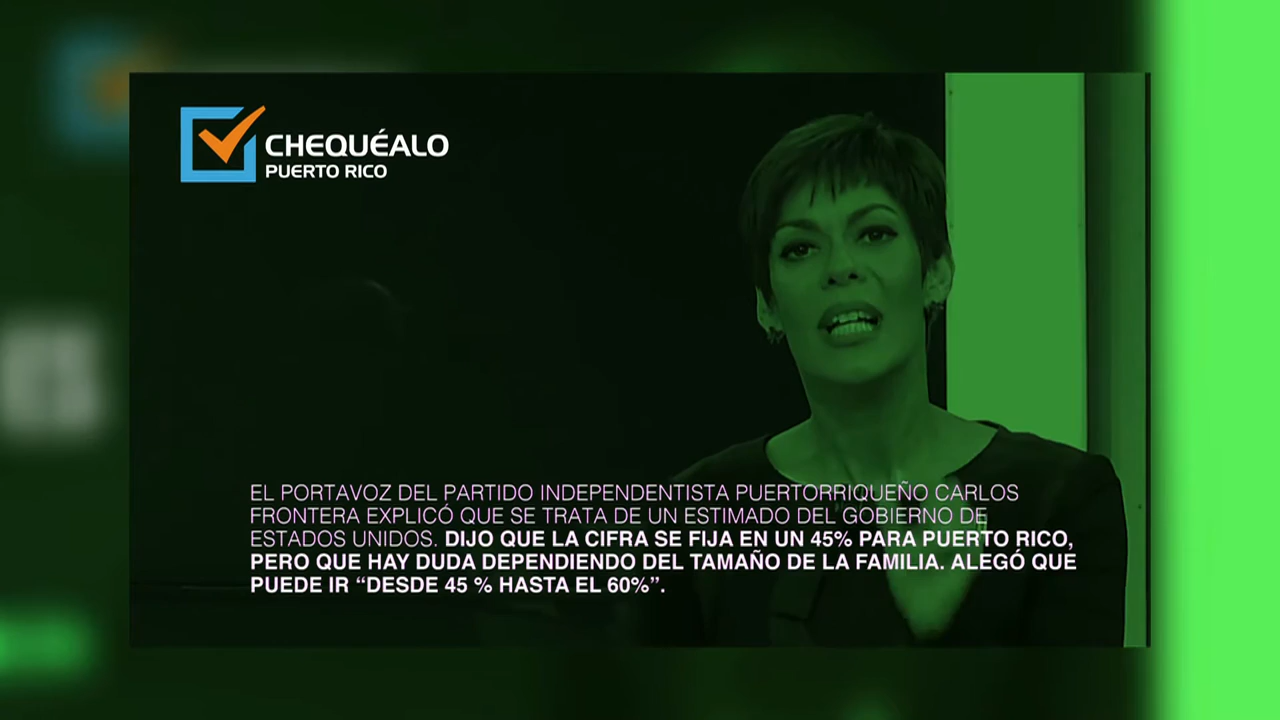 CHEQUÉALO
PUERTO RICO
ES
EL PORTAVOZ DEL PARTIDO INDEPENDENTISTA PUERTORRIQUEÑO CARLOS
FRONTERA EXPLICÓ QUE SE TRATA DE UN ESTIMADO DEL GOBIERNO DE
ESTADOS UNIDOS. DIJO QUE LA CIFRA SE FIJA EN UN 45% PARA PUERTO RICO,
PERO QUE HAY DUDA DEPENDIENDO DEL TAMAÑO DE LA FAMILIA. ALEGÓ QUE
PUEDE IR “DESDE 45 % HASTA EL 60%”.